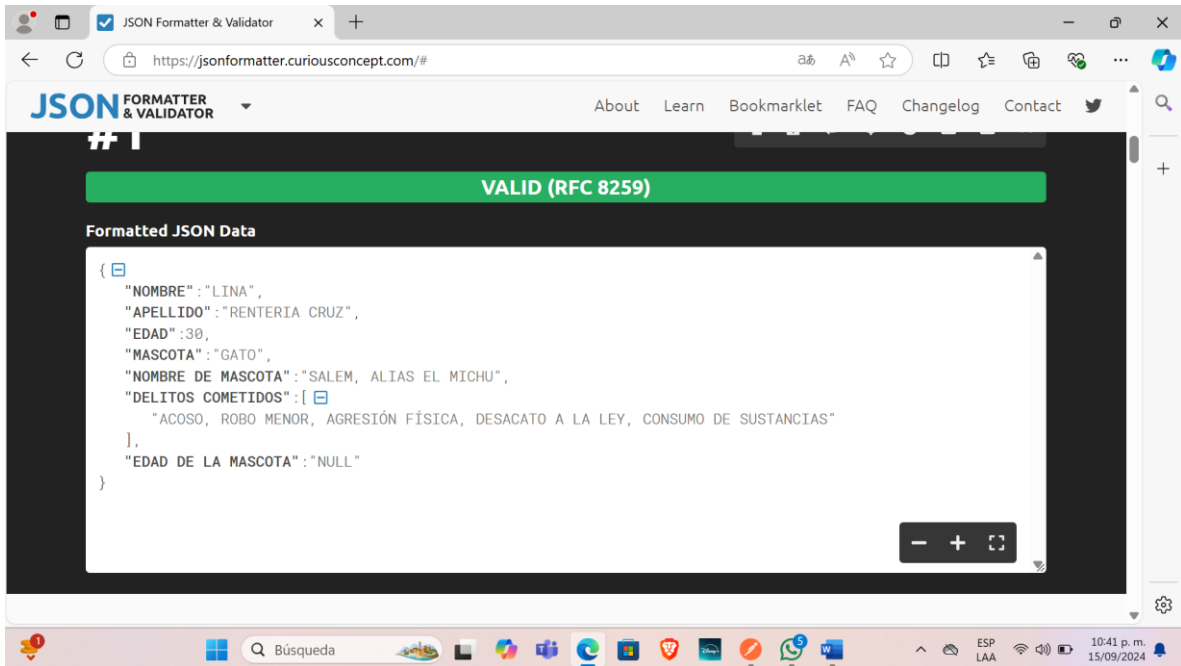 JSON Formatter & Validator
https://jsonformatter.curiousconcept.com/#
JSON FORMATTER & VALIDATOR
About Learn Bookmarklet FAQ Changelog Contact
#1
VALID (RFC 8259)
Formatted JSON Data
{
"NOMBRE":"LINA",
"APELLIDO":"RENTERIA CRUZ",
"EDAD":30,
"MASCOTA":"GATO",
"NOMBRE DE MASCOTA":"SALEM, ALIAS EL MICHU",
"DELITOS COMETIDOS":[
"ACOSO, ROBO MENOR, AGRESIÓN FÍSICA, DESACATO A LA LEY, CONSUMO DE SUSTANCIAS"
],
"EDAD DE LA MASCOTA":"NULL"
}
Búsqueda
ESP
LAA
10:41 p. m.
15/09/2024